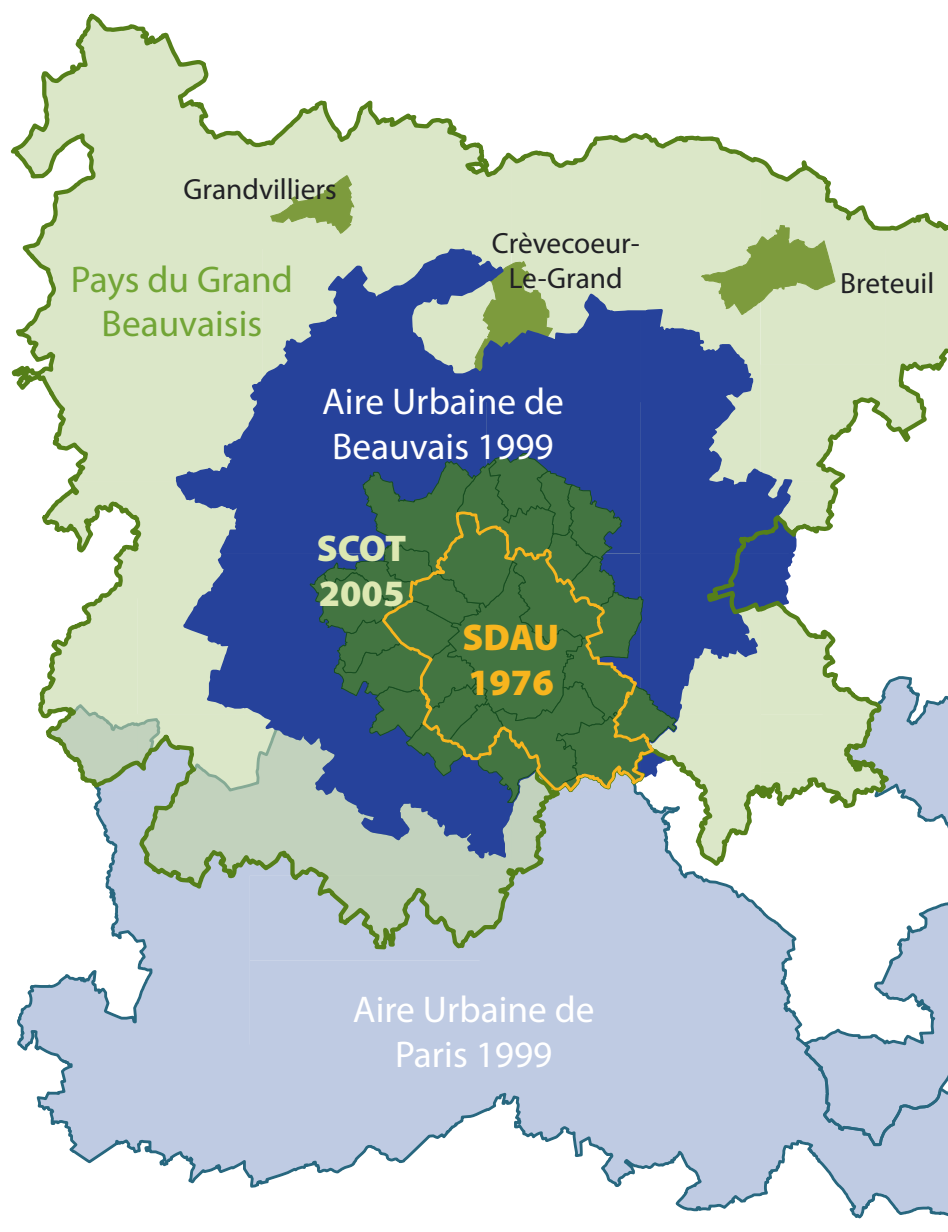 Grandvilliers
Crèvecoeur-
Le-Grand
Breteuil
Pays du Grand
Beauvaisis
Aire Urbaine de
Beauvais 1999
SCOT
2005
SDAU
1976
Aire Urbaine de
Paris 1999